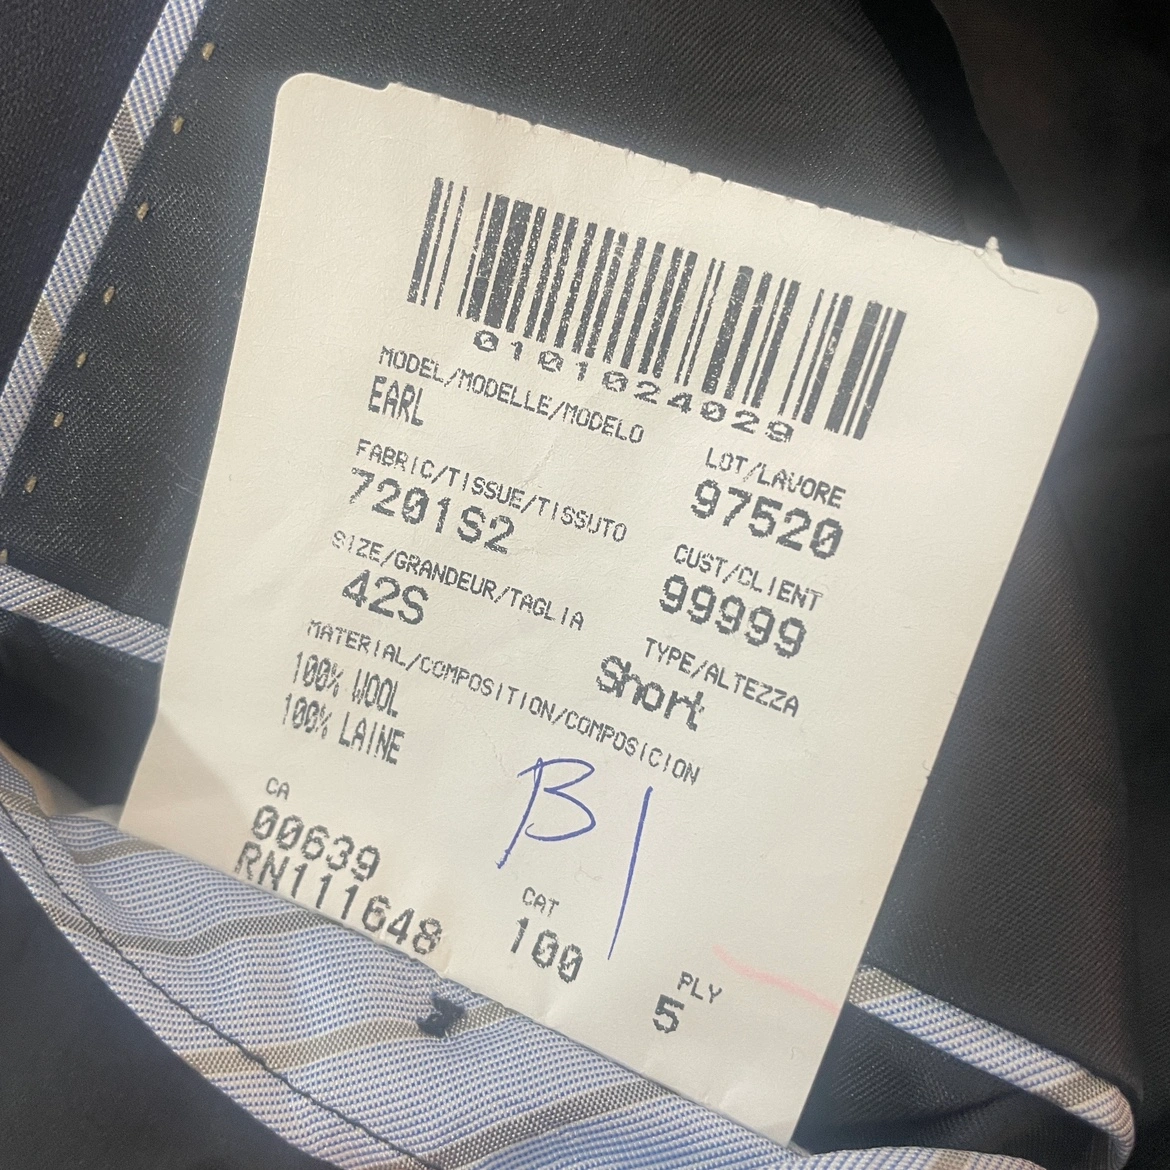 0101024029
MODEL/MODELLE/MODELO
EARL
LOT/LAVORE
97520
FABRIC/TISSUE/TISSUTO
7201S2
CUST/CLIENT
99999
SIZE/GRANDEUR/TAGLIA
42S
TYPE/ALTEZZA
Short
MATERIAL/COMPOSITION/COMPOSICION
100% WOOL
100% LAINE
B1
CA
00639
RN111648
CAT
100
PLY
5